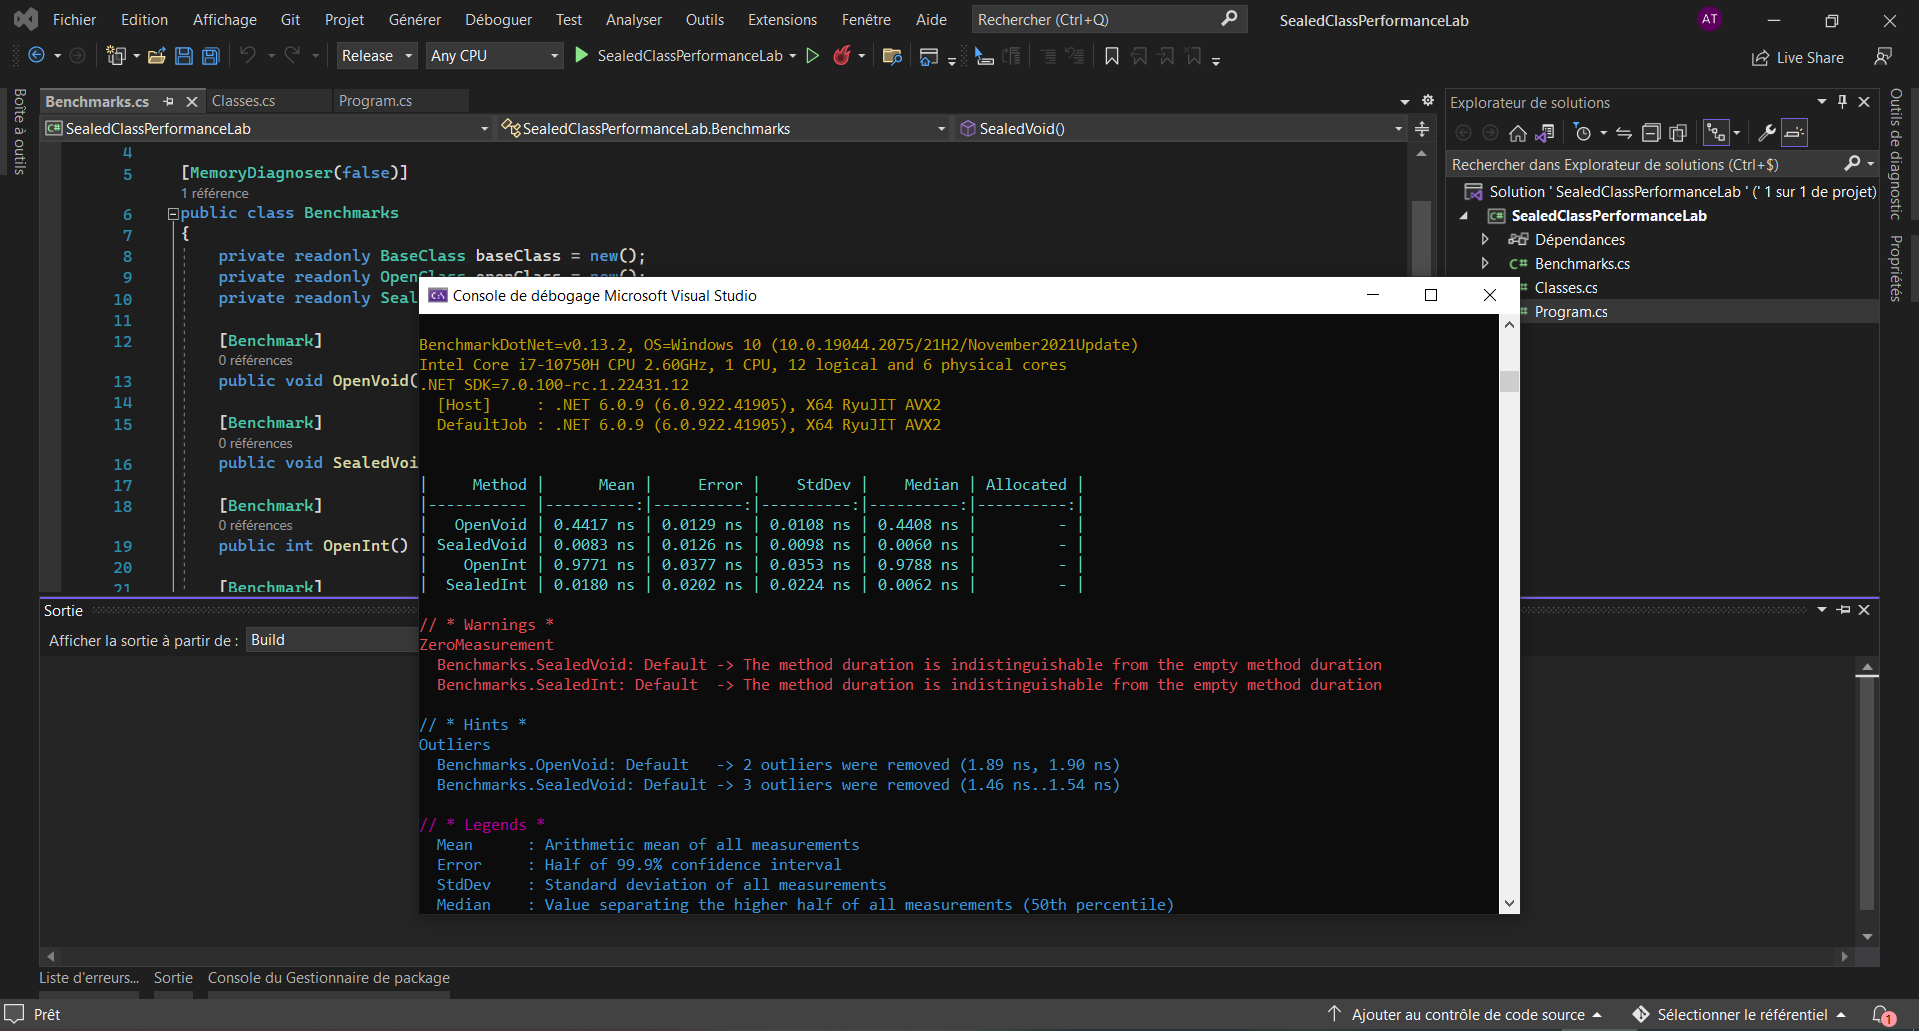 Fichier Edition Affichage Git Projet Générer Déboguer Test Analyser Outils Extensions Fenêtre Aide Rechercher (Ctrl+Q) SealedClassPerformanceLab AT
Release Any CPU SealedClassPerformanceLab Live Share
Boîte à outils
Benchmarks.cs Classes.cs Program.cs
SealedClassPerformanceLab SealedClassPerformanceLab.Benchmarks SealedVoid()
4
5 [MemoryDiagnoser(false)]
1 référence
6 public class Benchmarks
7 {
8 private readonly BaseClass baseClass = new();
9 private readonly OpenClass openClass = new();
10 private readonly Seal
11
12 [Benchmark]
0 références
13 public void OpenVoid(
14
15 [Benchmark]
0 références
16 public void SealedVoi
17
18 [Benchmark]
0 références
19 public int OpenInt()
20
21 [Benchmark]
Explorateur de solutions
Rechercher dans Explorateur de solutions (Ctrl+$)
Solution ' SealedClassPerformanceLab ' (' 1 sur 1 de projet)
C# SealedClassPerformanceLab
Dépendances
C# Benchmarks.cs
Classes.cs
Program.cs
Outils de diagnostic
Propriétés
Console de débogage Microsoft Visual Studio
BenchmarkDotNet=v0.13.2, OS=Windows 10 (10.0.19044.2075/21H2/November2021Update)
Intel Core i7-10750H CPU 2.60GHz, 1 CPU, 12 logical and 6 physical cores
.NET SDK=7.0.100-rc.1.22431.12
[Host] : .NET 6.0.9 (6.0.922.41905), X64 RyuJIT AVX2
DefaultJob : .NET 6.0.9 (6.0.922.41905), X64 RyuJIT AVX2
| Method | Mean | Error | StdDev | Median | Allocated |
|----------- |----------:|----------:|----------:|----------:|----------:|
| OpenVoid | 0.4417 ns | 0.0129 ns | 0.0108 ns | 0.4408 ns | - |
| SealedVoid | 0.0083 ns | 0.0126 ns | 0.0098 ns | 0.0060 ns | - |
| OpenInt | 0.9771 ns | 0.0377 ns | 0.0353 ns | 0.9788 ns | - |
| SealedInt | 0.0180 ns | 0.0202 ns | 0.0224 ns | 0.0062 ns | - |
// * Warnings *
ZeroMeasurement
Benchmarks.SealedVoid: Default -> The method duration is indistinguishable from the empty method duration
Benchmarks.SealedInt: Default -> The method duration is indistinguishable from the empty method duration
// * Hints *
Outliers
Benchmarks.OpenVoid: Default -> 2 outliers were removed (1.89 ns, 1.90 ns)
Benchmarks.SealedVoid: Default -> 3 outliers were removed (1.46 ns..1.54 ns)
// * Legends *
Mean : Arithmetic mean of all measurements
Error : Half of 99.9% confidence interval
StdDev : Standard deviation of all measurements
Median : Value separating the higher half of all measurements (50th percentile)
Sortie
Afficher la sortie à partir de : Build
Liste d'erreurs... Sortie Console du Gestionnaire de package
Prêt Ajouter au contrôle de code source Sélectionner le référentiel 1